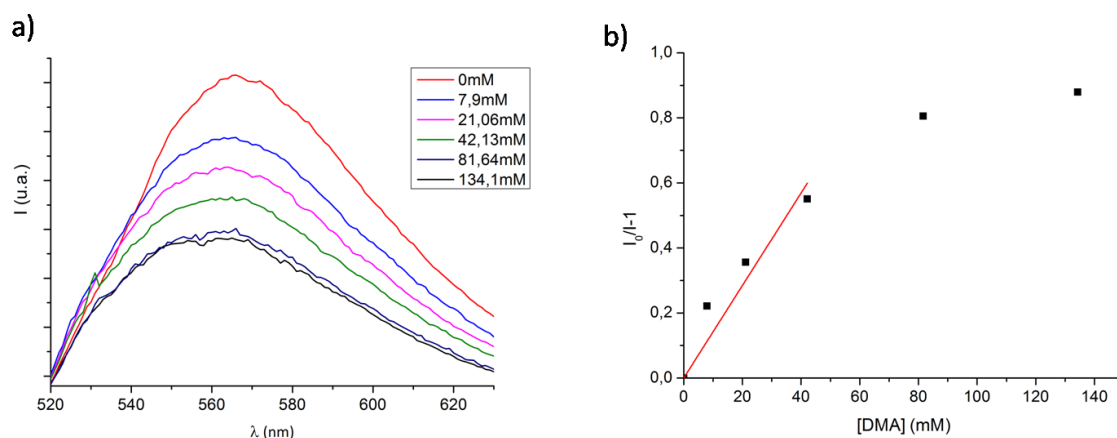 a)
I (u.a.)
0mM
7,9mM
21,06mM
42,13mM
81,64mM
134,1mM
520
540
560
580
600
620
λ (nm)
b)
I₀/I-1
1,0
0,8
0,6
0,4
0,2
0,0
0
20
40
60
80
100
120
140
[DMA] (mM)